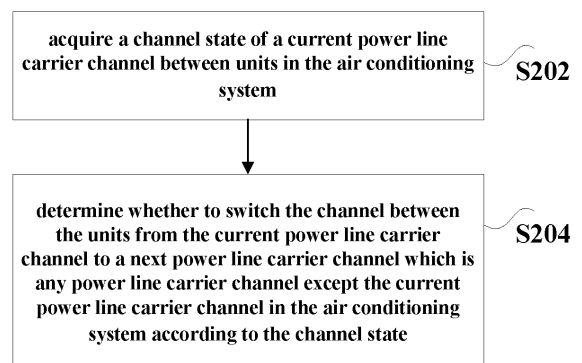 acquire a channel state of a current power line
carrier channel between units in the air conditioning
system
S202
determine whether to switch the channel between
the units from the current power line carrier
channel to a next power line carrier channel which is
any power line carrier channel except the current
power line carrier channel in the air conditioning
system according to the channel state
S204